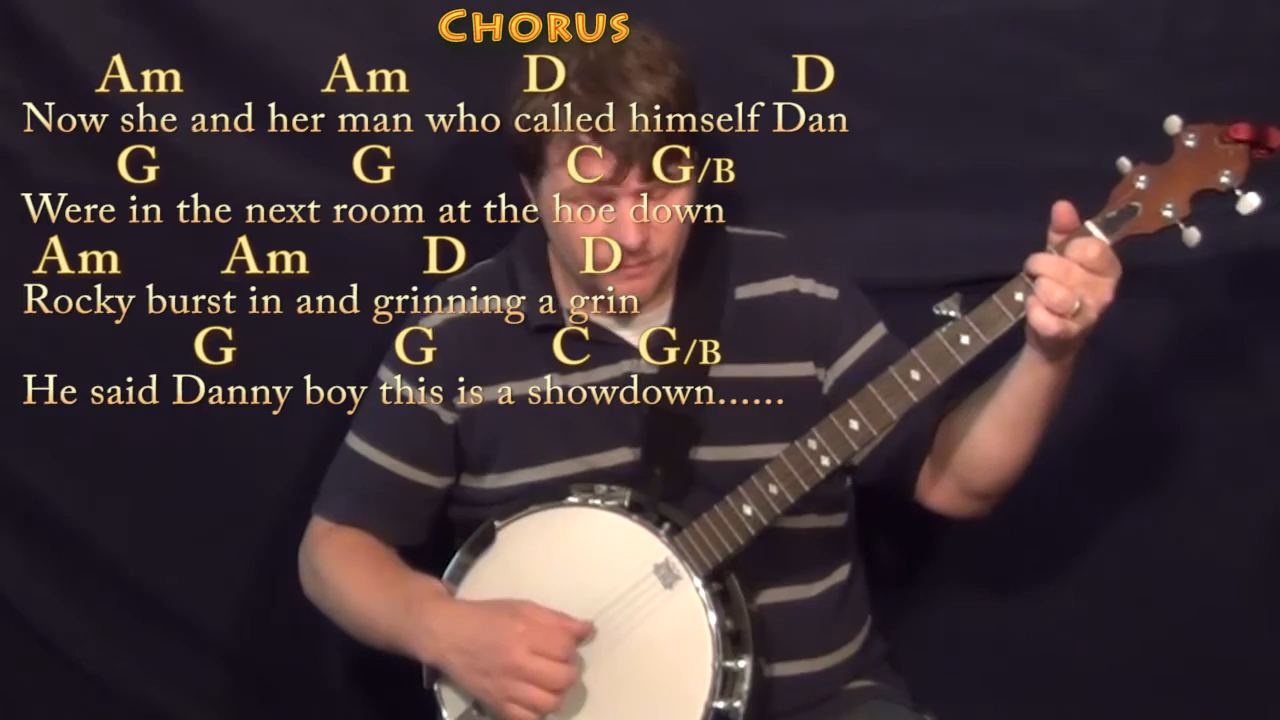 CHORUS
Am Am D D
Now she and her man who called himself Dan
G G C G/B
Were in the next room at the hoe down
Am Am D D
Rocky burst in and grinning a grin
G G C G/B
He said Danny boy this is a showdown......